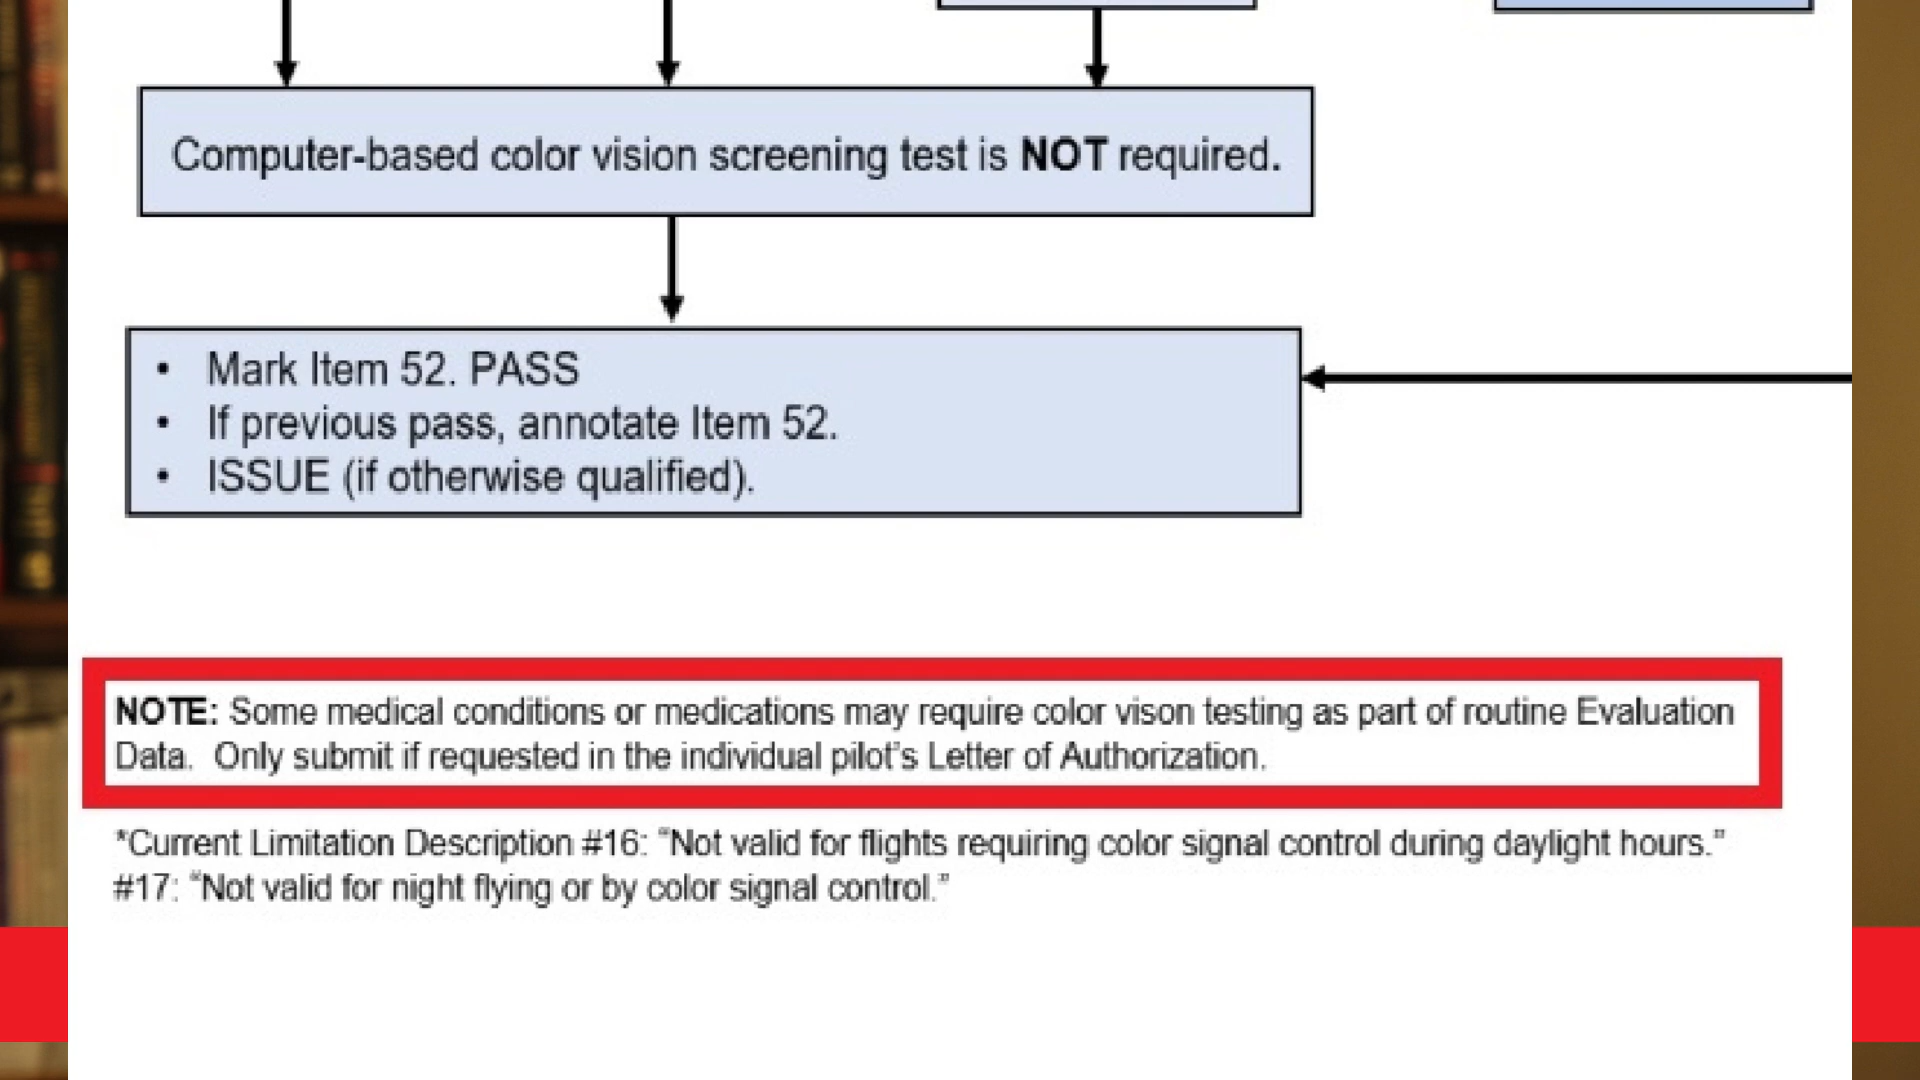 Computer-based color vision screening test is NOT required.
• Mark Item 52. PASS
• If previous pass, annotate Item 52.
• ISSUE (if otherwise qualified).
NOTE: Some medical conditions or medications may require color vison testing as part of routine Evaluation
Data. Only submit if requested in the individual pilot's Letter of Authorization.
*Current Limitation Description #16: “Not valid for flights requiring color signal control during daylight hours.”
#17: “Not valid for night flying or by color signal control.”